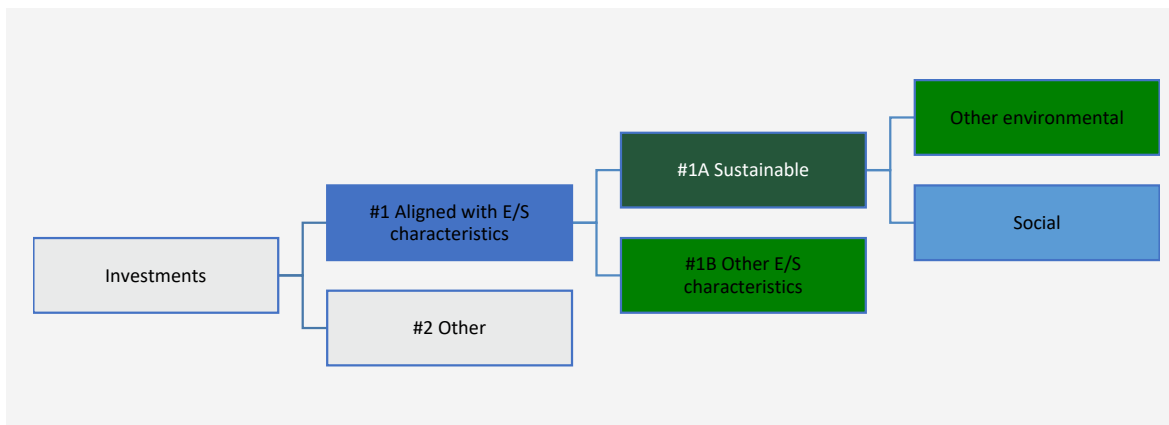 Investments
#1 Aligned with E/S
characteristics
#2 Other
#1A Sustainable
#1B Other E/S
characteristics
Other environmental
Social